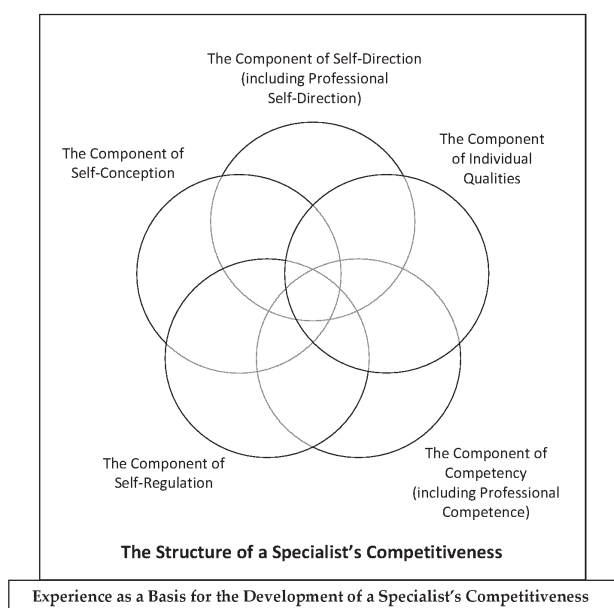 The Component of Self-Direction
(including Professional
Self-Direction)
The Component of
Self-Conception
The Component
of Individual
Qualities
The Component of
Self-Regulation
The Component of
Competency
(including Professional
Competence)
The Structure of a Specialist’s Competitiveness
Experience as a Basis for the Development of a Specialist’s Competitiveness